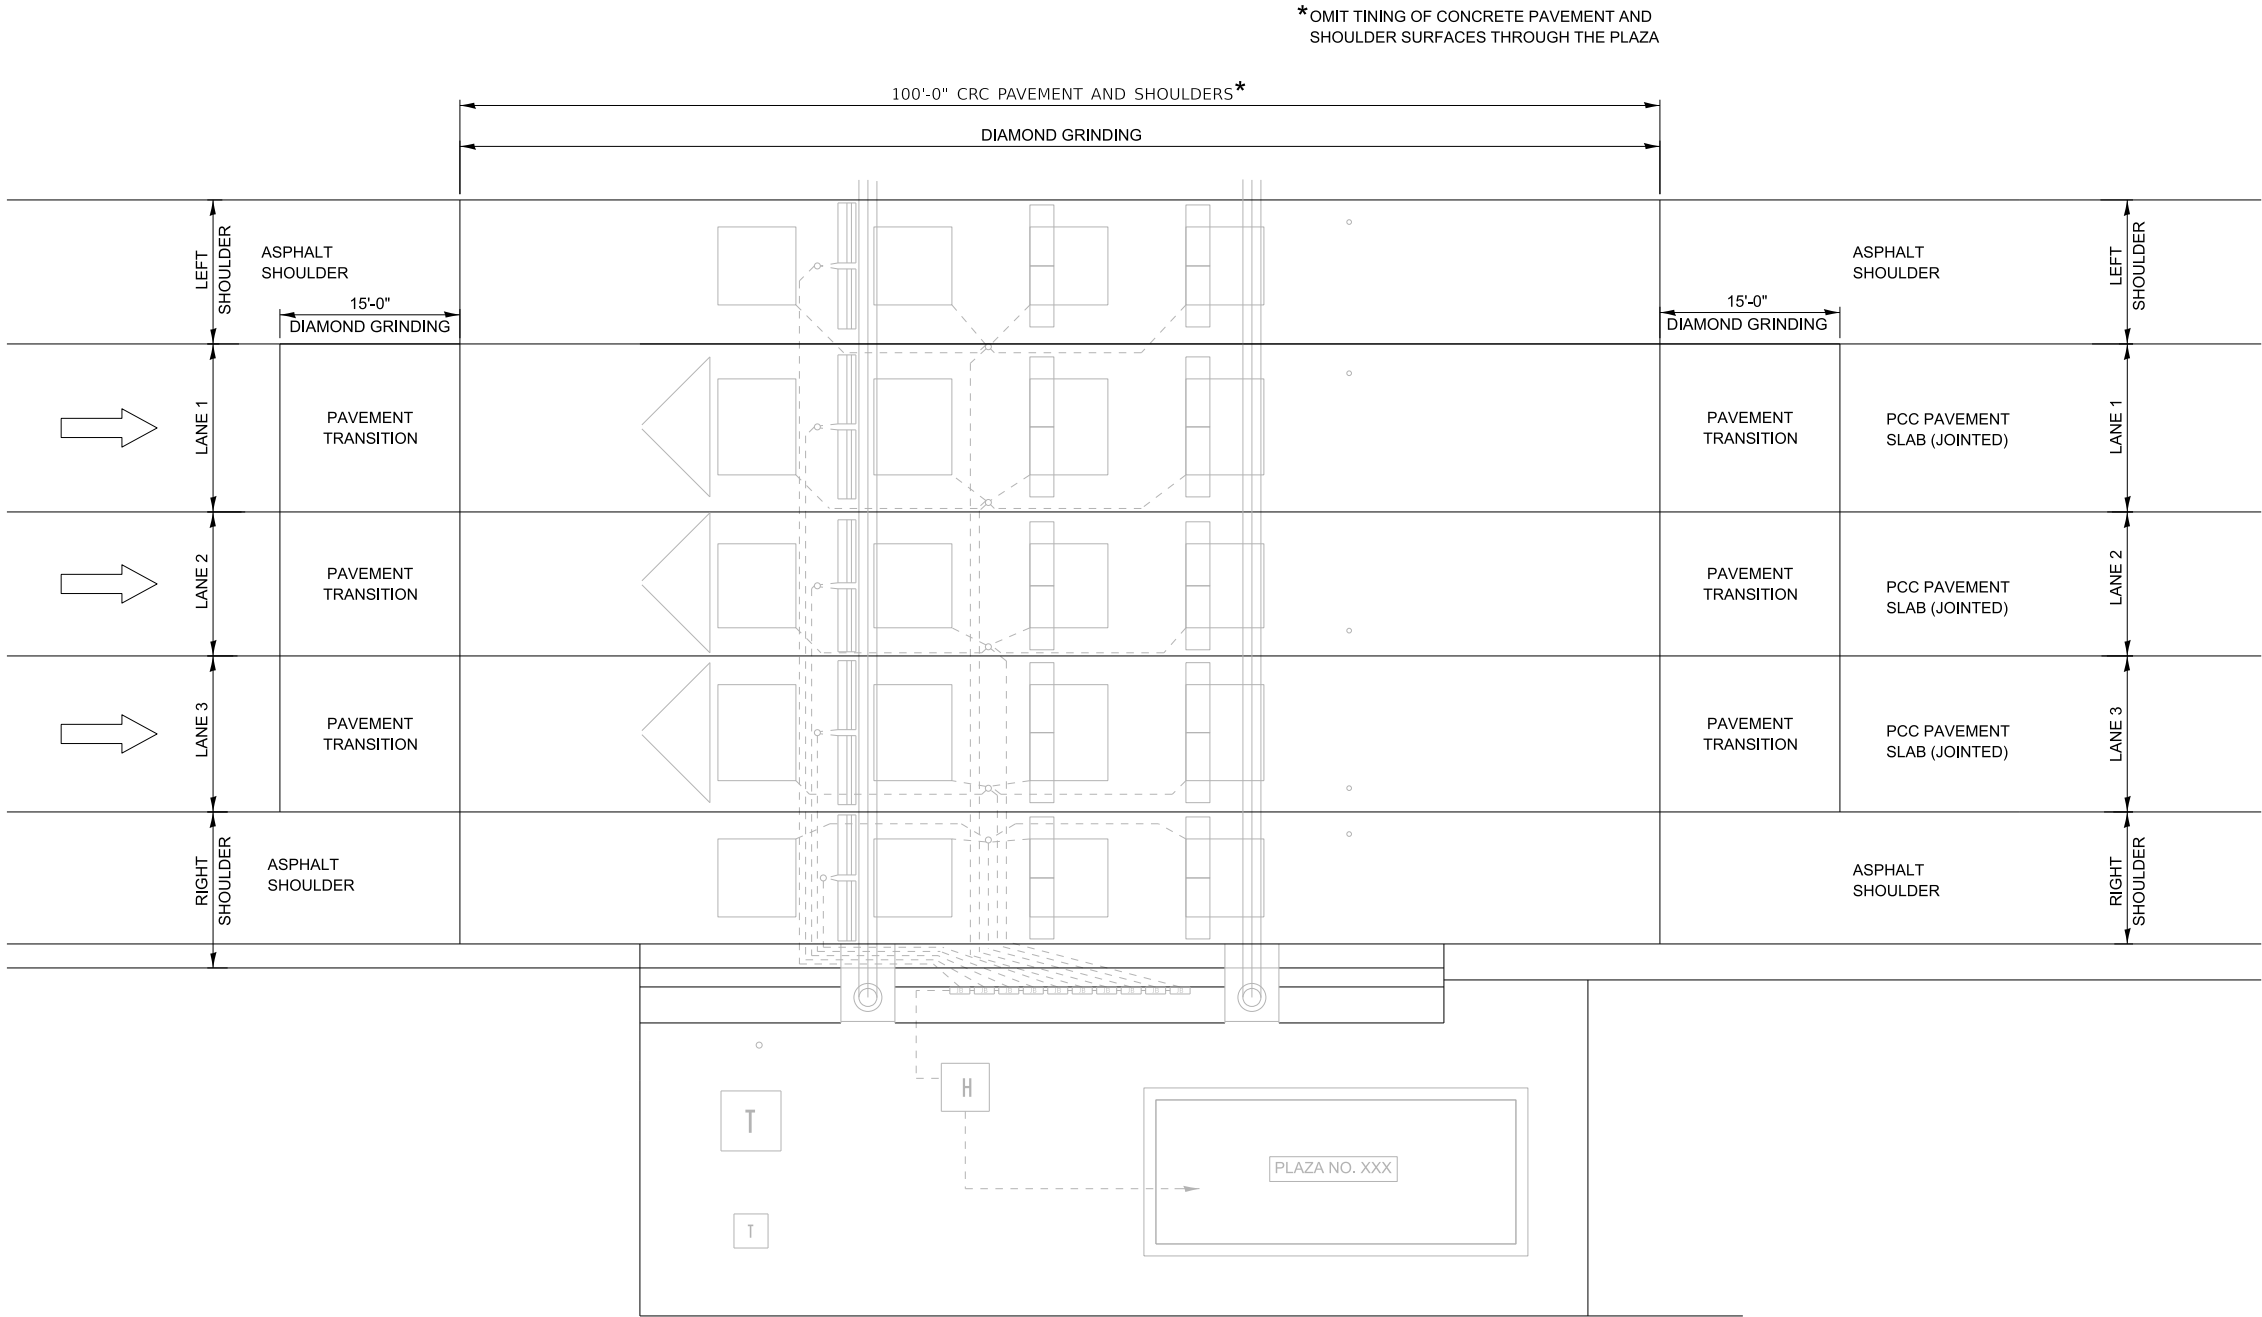 *OMIT TINING OF CONCRETE PAVEMENT AND
SHOULDER SURFACES THROUGH THE PLAZA
100'-0" CRC PAVEMENT AND SHOULDERS*
DIAMOND GRINDING
LEFT
SHOULDER
ASPHALT
SHOULDER
15'-0"
DIAMOND GRINDING
15'-0"
DIAMOND GRINDING
ASPHALT
SHOULDER
LEFT
SHOULDER
LANE 1
PAVEMENT
TRANSITION
PAVEMENT
TRANSITION
PCC PAVEMENT
SLAB (JOINTED)
LANE 1
LANE 2
PAVEMENT
TRANSITION
PAVEMENT
TRANSITION
PCC PAVEMENT
SLAB (JOINTED)
LANE 2
LANE 3
PAVEMENT
TRANSITION
PAVEMENT
TRANSITION
PCC PAVEMENT
SLAB (JOINTED)
LANE 3
RIGHT
SHOULDER
ASPHALT
SHOULDER
ASPHALT
SHOULDER
RIGHT
SHOULDER
H
T
PLAZA NO. XXX
T